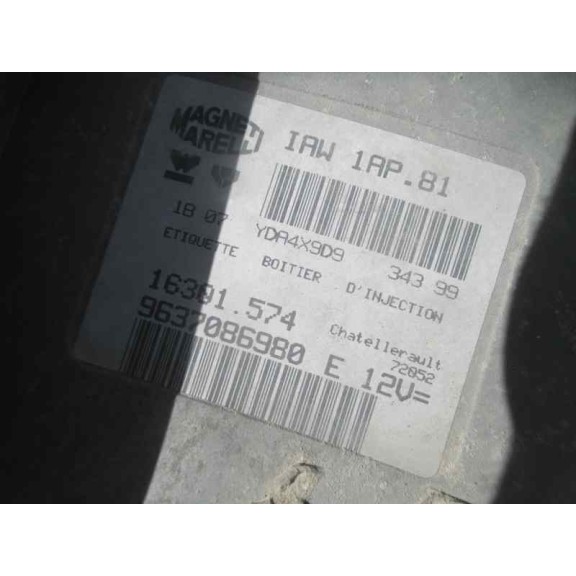 MAGNETI
MARELLI
IAW 1AP.81
18 07 YDA4X9D9 343 99
ETIQUETTE BOITIER D'INJECTION
16301.574 Chatellerault
9637086980 E 12V= 72052